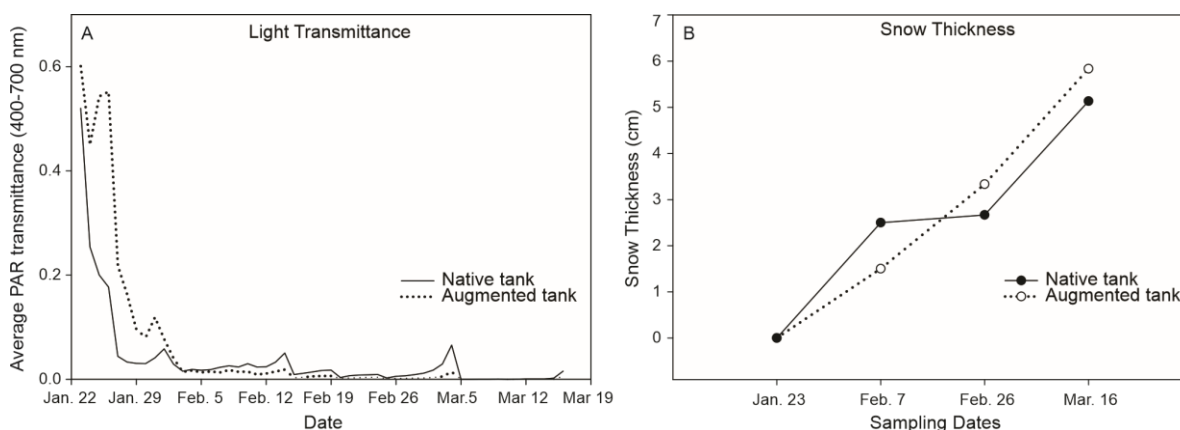 A
Light Transmittance
Average PAR transmittance (400-700 nm)
0.6
0.4
0.2
0.0
Native tank
Augmented tank
Jan. 22
Jan. 29
Feb. 5
Feb. 12
Feb. 19
Feb. 26
Mar.5
Mar 12
Mar 19
Date
B
Snow Thickness
Snow Thickness (cm)
7
6
5
4
3
2
1
0
Native tank
Augmented tank
Jan. 23
Feb. 7
Feb. 26
Mar. 16
Sampling Dates